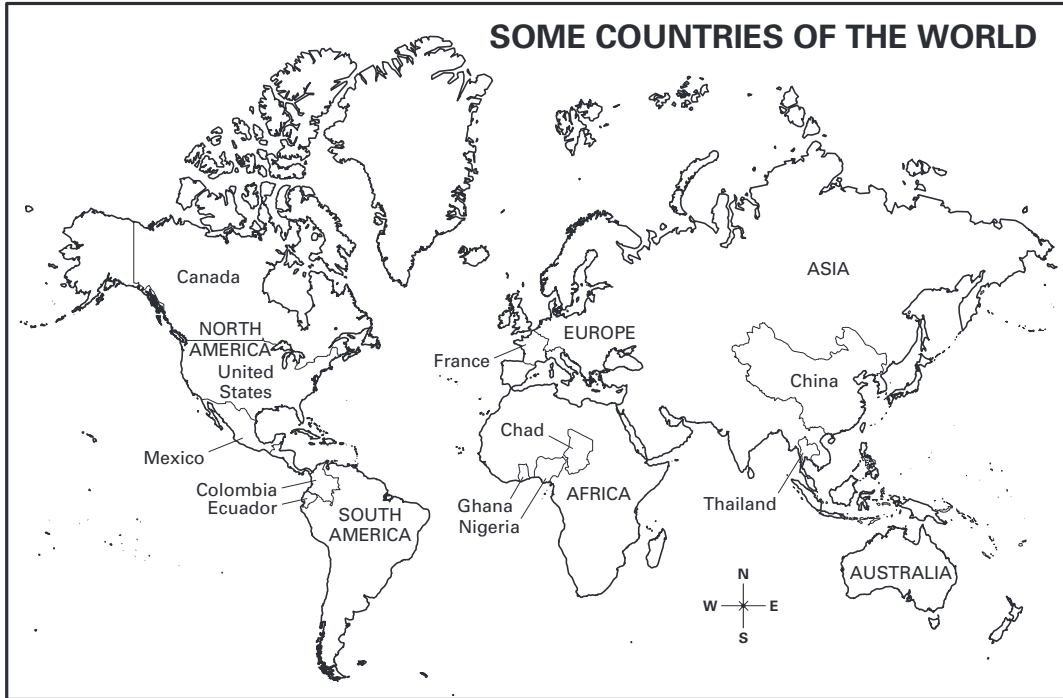 SOME COUNTRIES OF THE WORLD
Canada
NORTH
AMERICA
United
States
Mexico
Colombia
Ecuador
SOUTH
AMERICA
EUROPE
France
ASIA
China
Chad
Ghana
Nigeria
AFRICA
Thailand
AUSTRALIA
N
W E
S